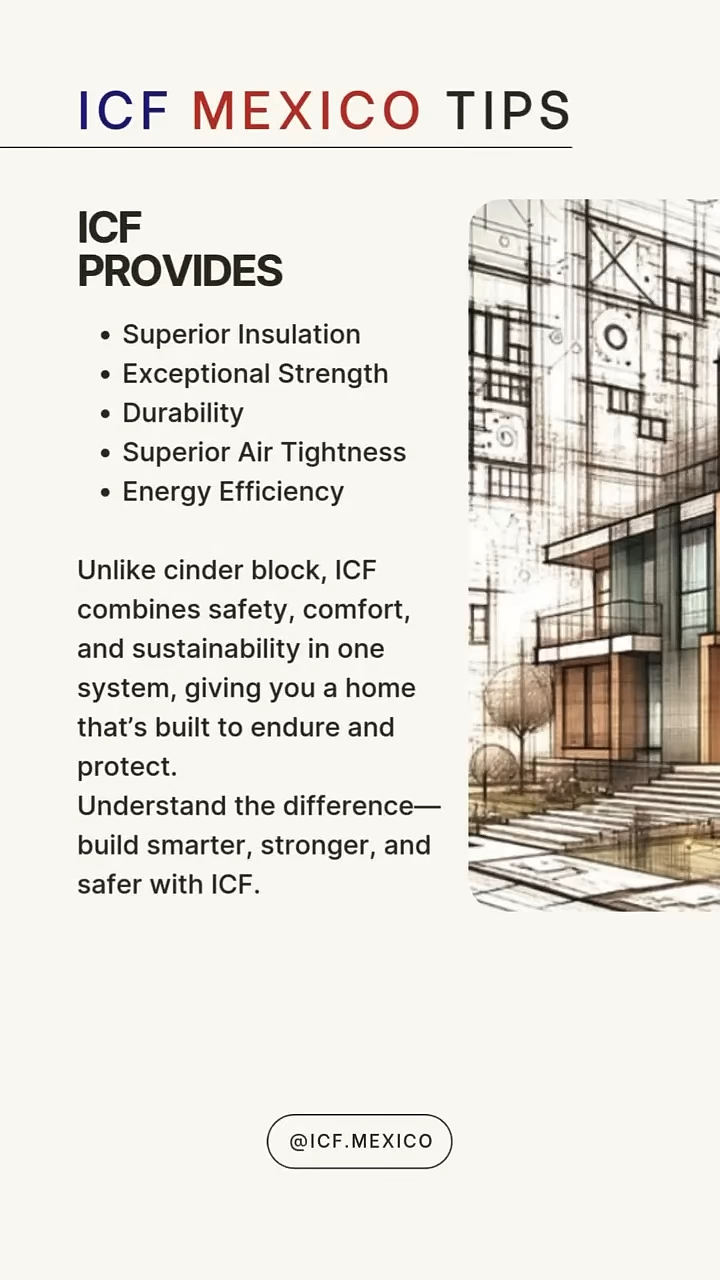 ICF MEXICO TIPS
ICF
PROVIDES
• Superior Insulation
• Exceptional Strength
• Durability
• Superior Air Tightness
• Energy Efficiency
Unlike cinder block, ICF
combines safety, comfort,
and sustainability in one
system, giving you a home
that’s built to endure and
protect.
Understand the difference—
build smarter, stronger, and
safer with ICF.
@ICF.MEXICO